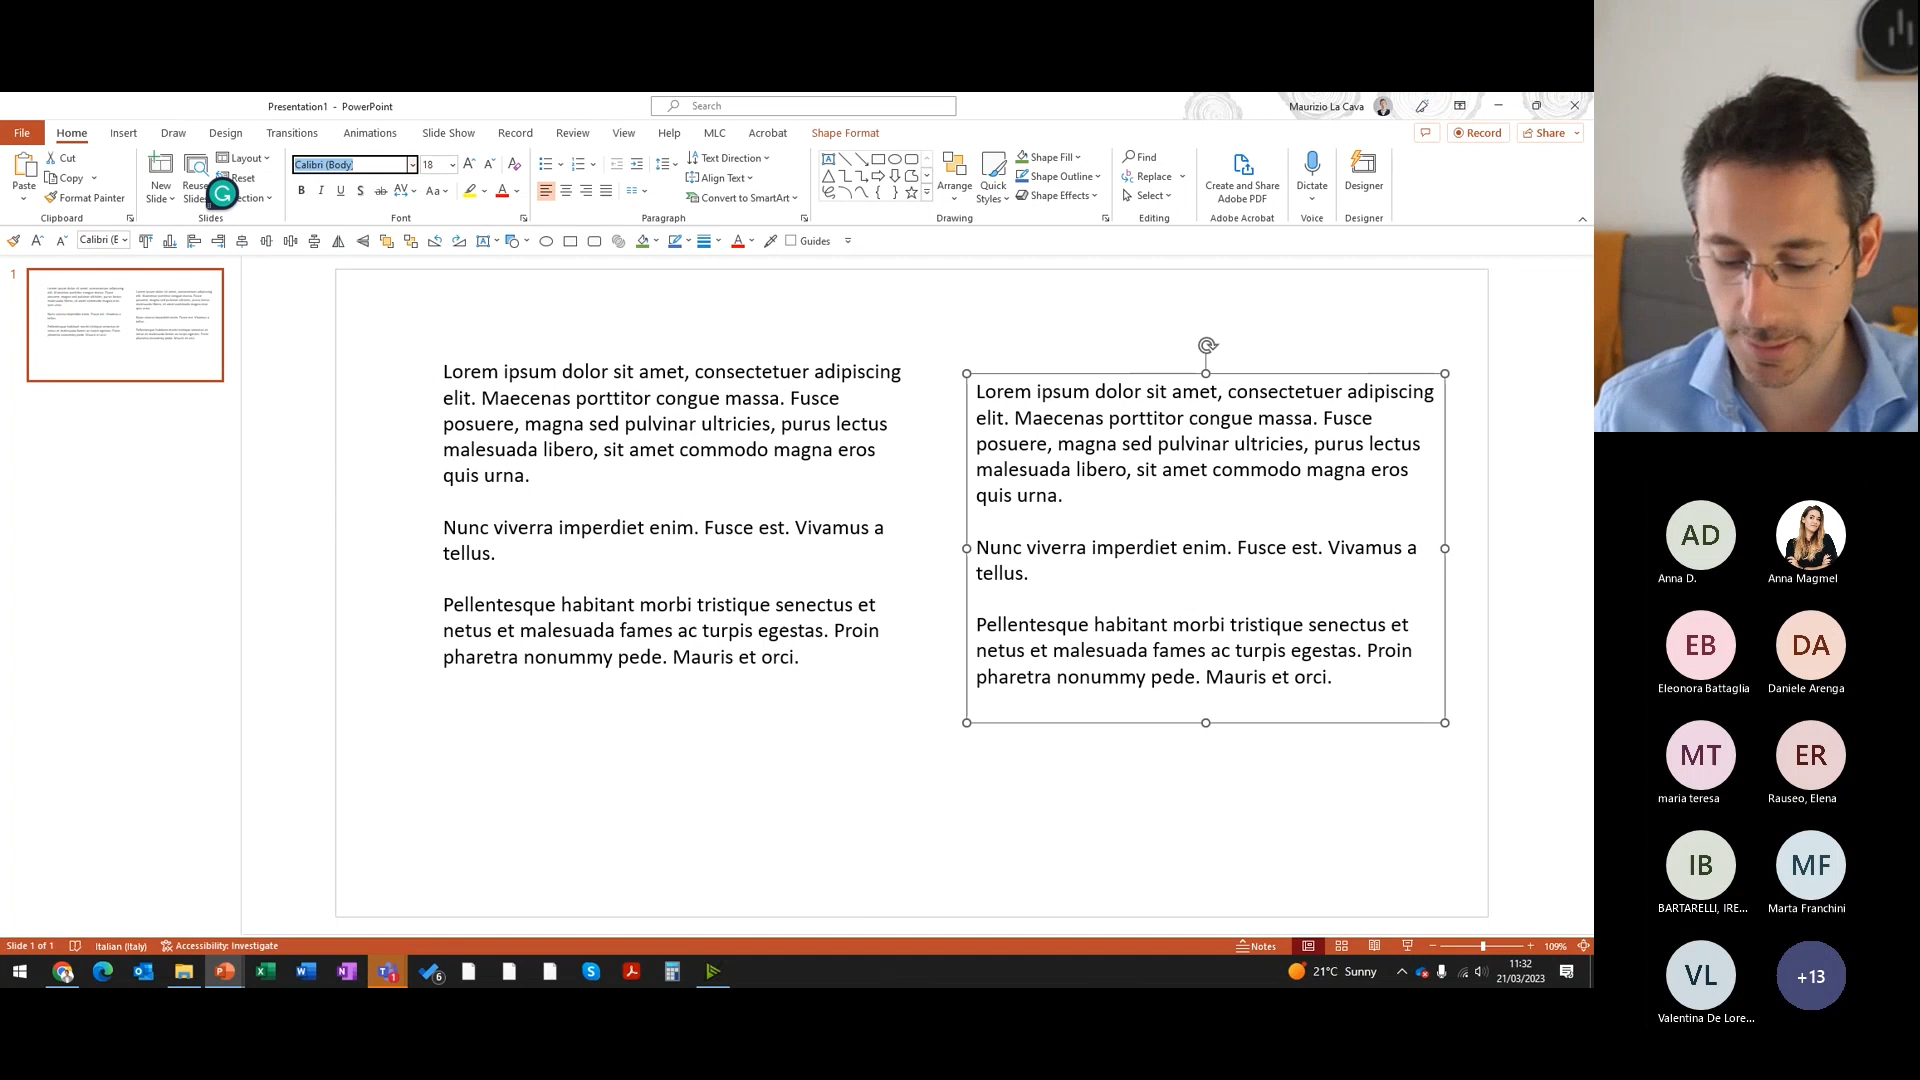 Presentation1 - PowerPoint
Search
Maurizio La Cava
File Home Insert Draw Design Transitions Animations Slide Show Record Review View Help MLC Acrobat Shape Format
Record Share
Paste
Cut
Copy
Format Painter
Clipboard
New Slide
Reuse Slides
Layout
Reset
Slides
Calibri (Body) 18
Font
Text Direction
Align Text
Convert to SmartArt
Paragraph
Arrange
Quick Styles
Shape Fill
Shape Outline
Shape Effects
Drawing
Find
Replace
Select
Editing
Create and Share
Adobe PDF
Adobe Acrobat
Dictate
Voice
Designer
Designer
Calibri (E
Guides
1
Lorem ipsum dolor sit amet, consectetuer adipiscing
elit. Maecenas porttitor congue massa. Fusce
posuere, magna sed pulvinar ultricies, purus lectus
malesuada libero, sit amet commodo magna eros
quis urna.
Nunc viverra imperdiet enim. Fusce est. Vivamus a
tellus.
Pellentesque habitant morbi tristique senectus et
netus et malesuada fames ac turpis egestas. Proin
pharetra nonummy pede. Mauris et orci.
Lorem ipsum dolor sit amet, consectetuer adipiscing
elit. Maecenas porttitor congue massa. Fusce
posuere, magna sed pulvinar ultricies, purus lectus
malesuada libero, sit amet commodo magna eros
quis urna.
Nunc viverra imperdiet enim. Fusce est. Vivamus a
tellus.
Pellentesque habitant morbi tristique senectus et
netus et malesuada fames ac turpis egestas. Proin
pharetra nonummy pede. Mauris et orci.
Slide 1 of 1 Italian (Italy) Accessibility: Investigate
Notes 109%
21°C Sunny
11:32
21/03/2023
AD
Anna D.
Anna Magmel
EB
Eleonora Battaglia
DA
Daniele Arenga
MT
maria teresa
ER
Rauseo, Elena
IB
BARTARELLI, IRE...
MF
Marta Franchini
VL
Valentina De Lore...
+13